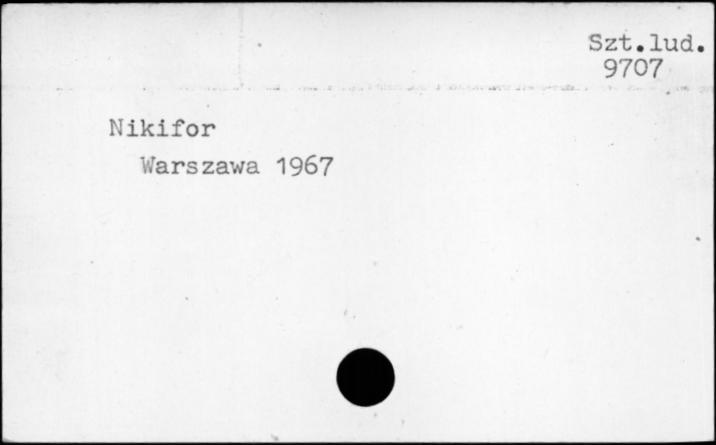 Szt.lud.
9707
Nikifor
Warszawa 1967